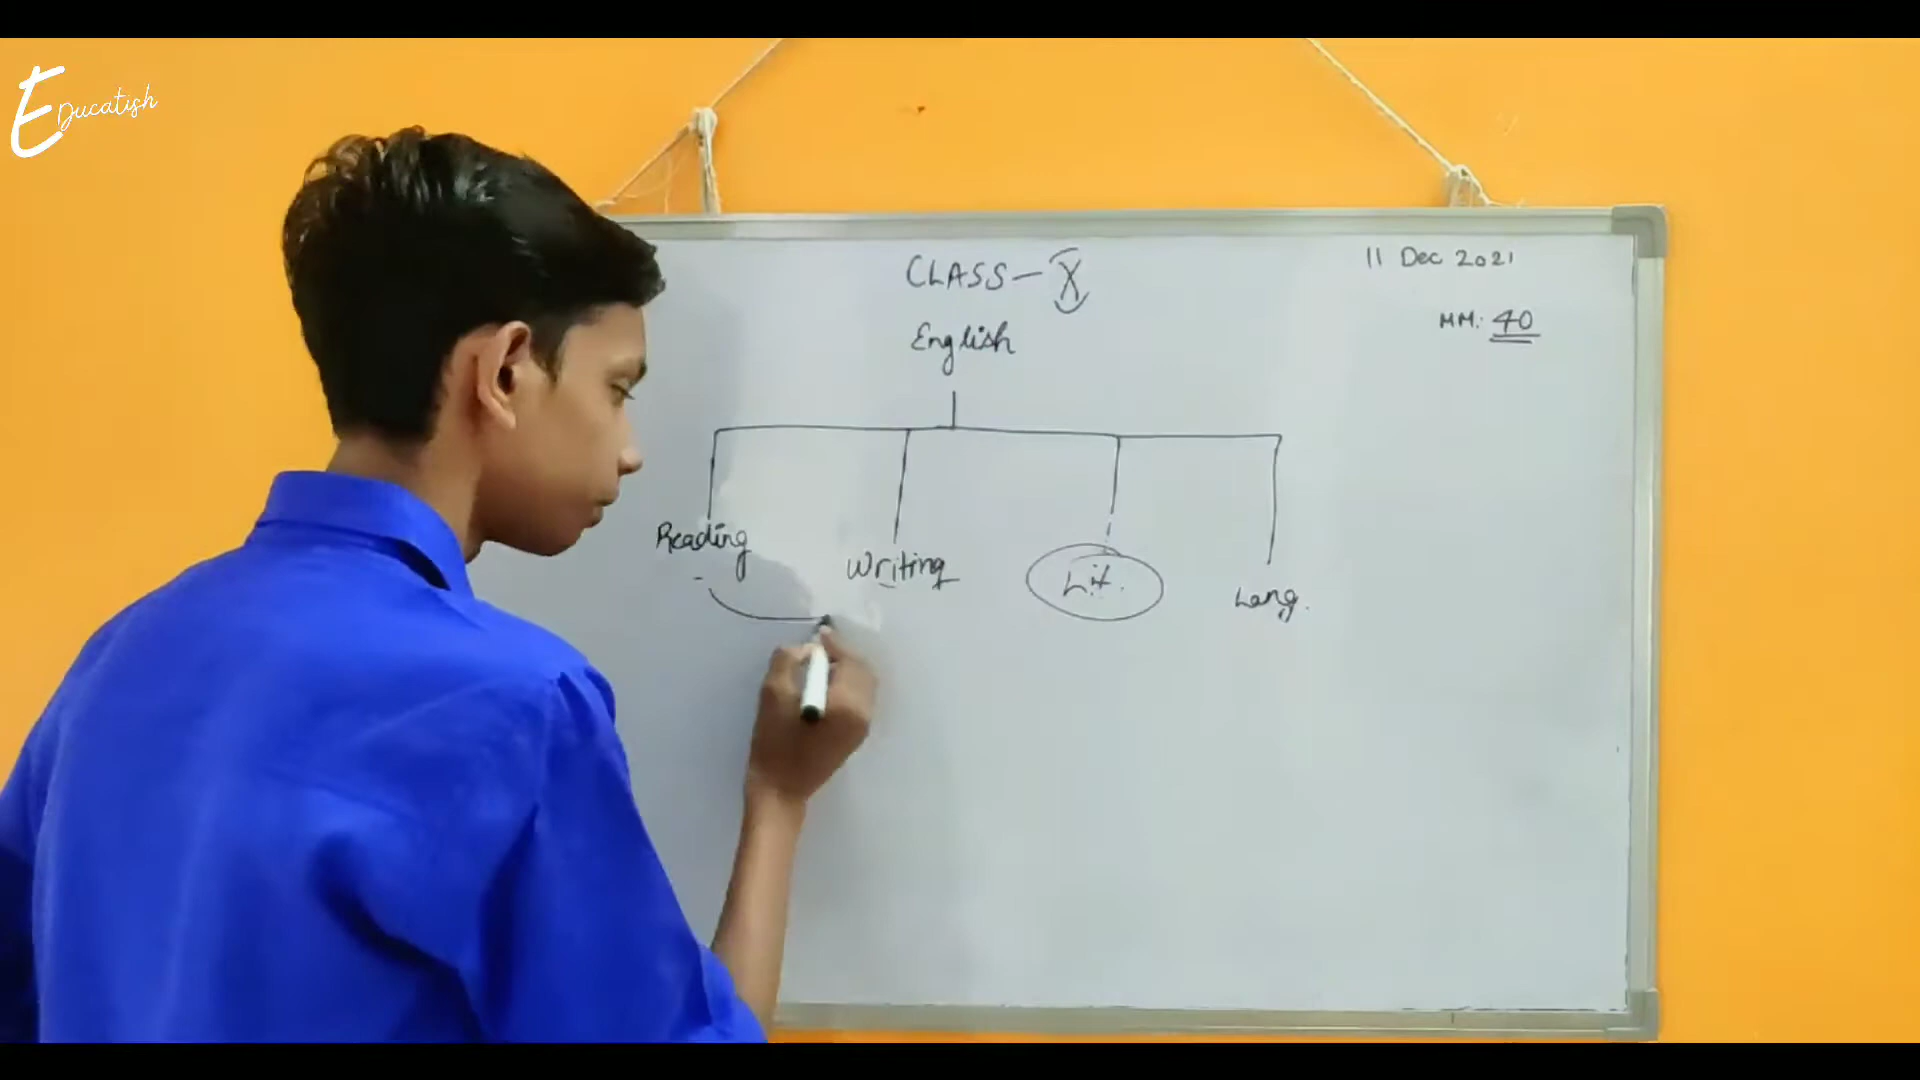 Educatish
CLASS - X
11 Dec 2021
English
MM: 40
Reading
Writing
Lit.
Lang.